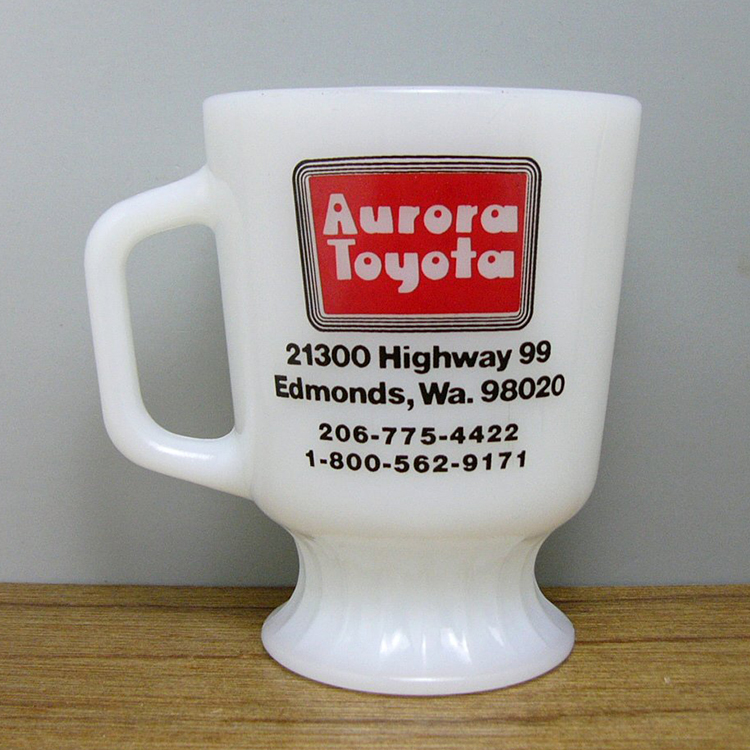 Aurora
Toyota
21300 Highway 99
Edmonds, Wa. 98020
206-775-4422
1-800-562-9171